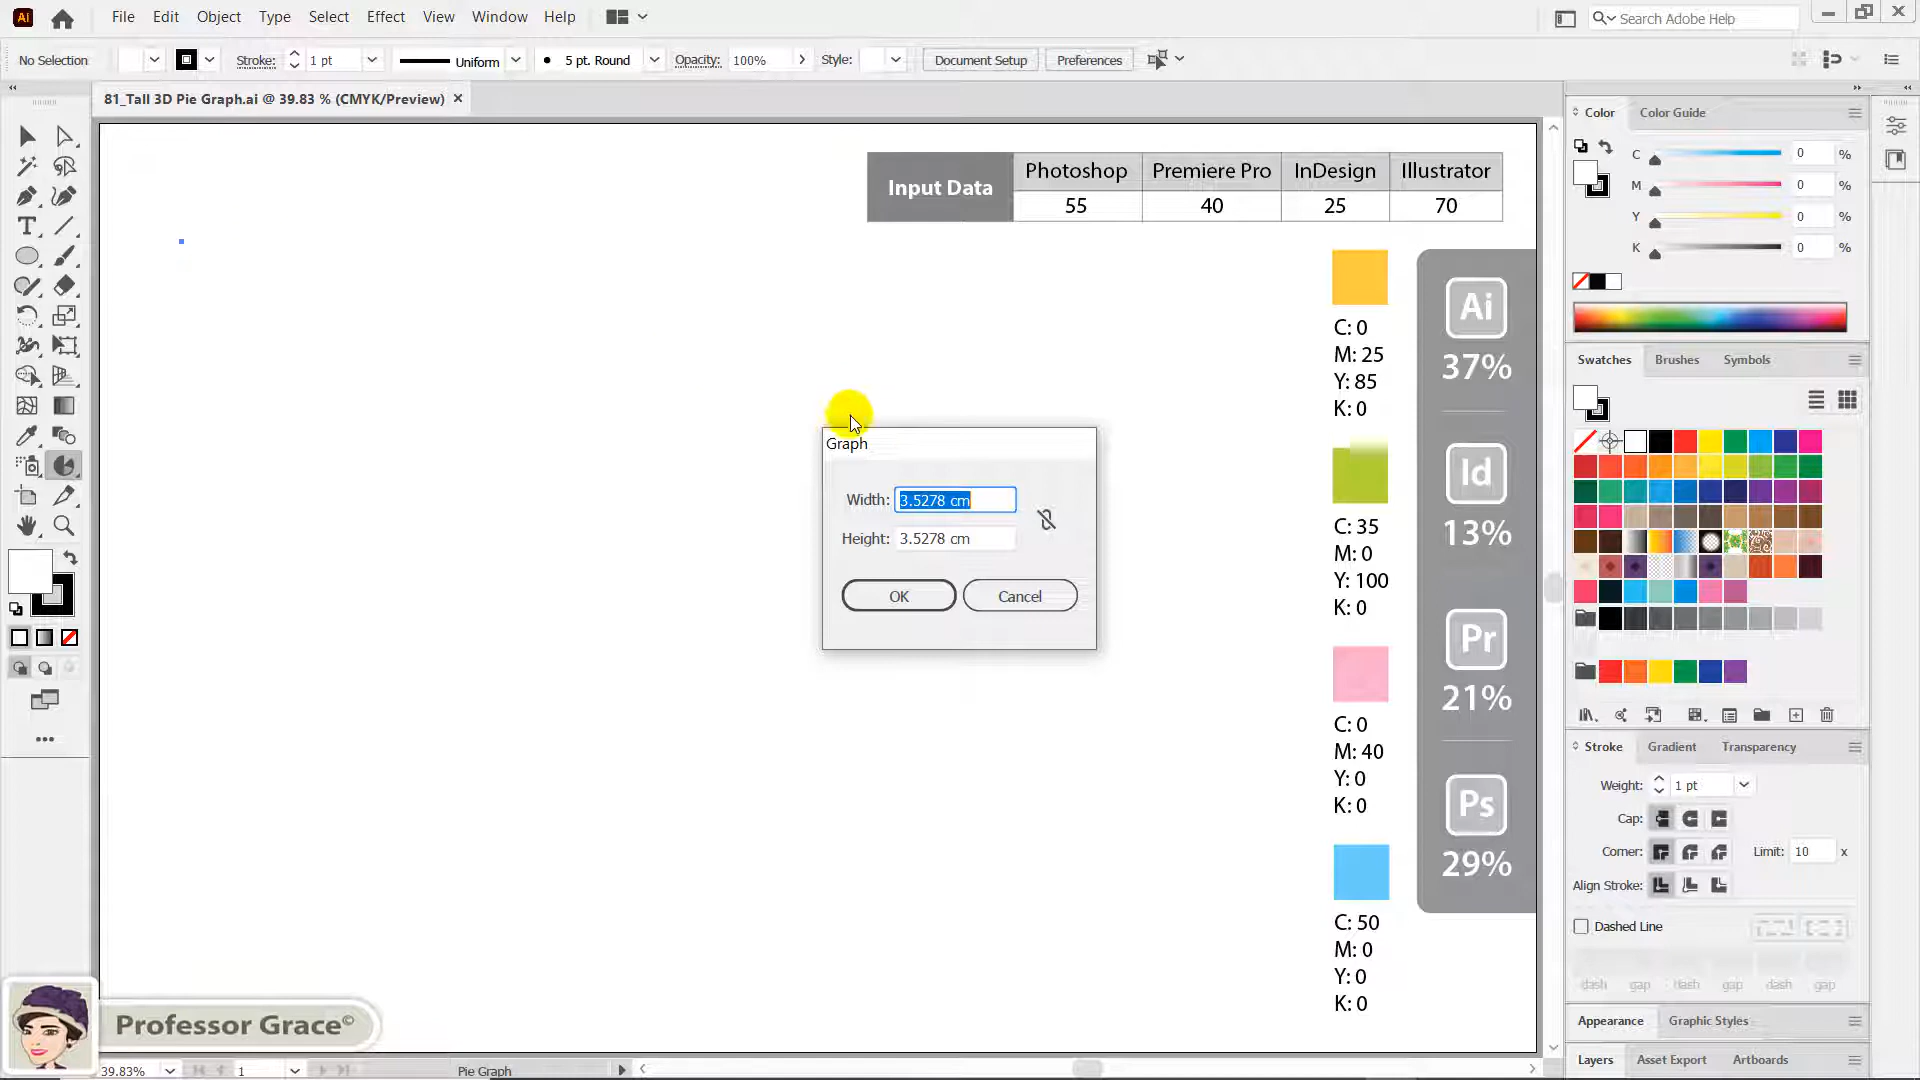 Ai File Edit Object Type Select Effect View Window Help Search Adobe Help
No Selection Stroke: 1 pt Uniform 5 pt. Round Opacity: 100% Style: Document Setup Preferences
81_Tall 3D Pie Graph.ai @ 39.83 % (CMYK/Preview)
Input Data Photoshop Premiere Pro InDesign Illustrator
55 40 25 70
C: 0
M: 25
Y: 85
K: 0
C: 35
M: 0
Y: 100
K: 0
C: 0
M: 40
Y: 0
K: 0
C: 50
M: 0
Y: 0
K: 0
Ai
37%
Id
13%
Pr
21%
Ps
29%
Graph
Width: 3.5278 cm
Height: 3.5278 cm
OK Cancel
Color Color Guide
C 0 %
M 0 %
Y 0 %
K 0 %
Swatches Brushes Symbols
Stroke Gradient Transparency
Weight: 1 pt
Cap:
Corner: Limit: 10 x
Align Stroke:
Dashed Line
dash gap dash gap dash gap
Appearance Graphic Styles
Layers Asset Export Artboards
Professor Grace©
39.83% 1 Pie Graph